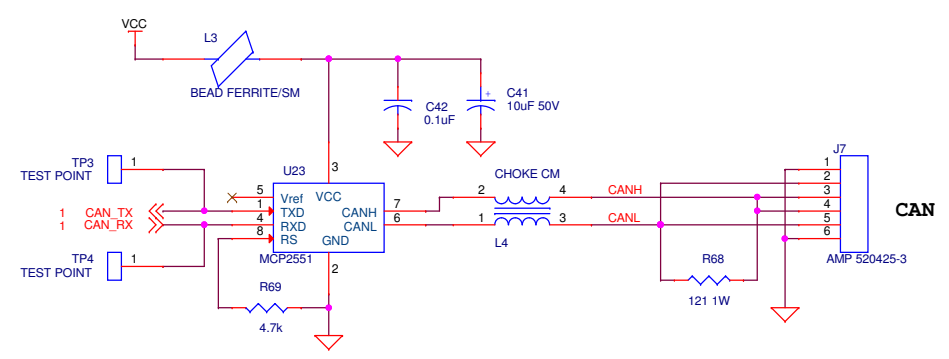 VCC
L3
BEAD FERRITE/SM
C42
0.1uF
+
C41
10uF 50V
TP3
TEST POINT
1
1 CAN_TX
1 CAN_RX
TP4
TEST POINT
1
U23
3
5 Vref VCC
1 TXD CANH 7
4 RXD CANL 6
8 RS GND
MCP2551
2
R69
4.7k
CHOKE CM
2 4 CANH
1 3 CANL
L4
R68
121 1W
J7
1
2
3
4
5
6
AMP 520425-3
CAN